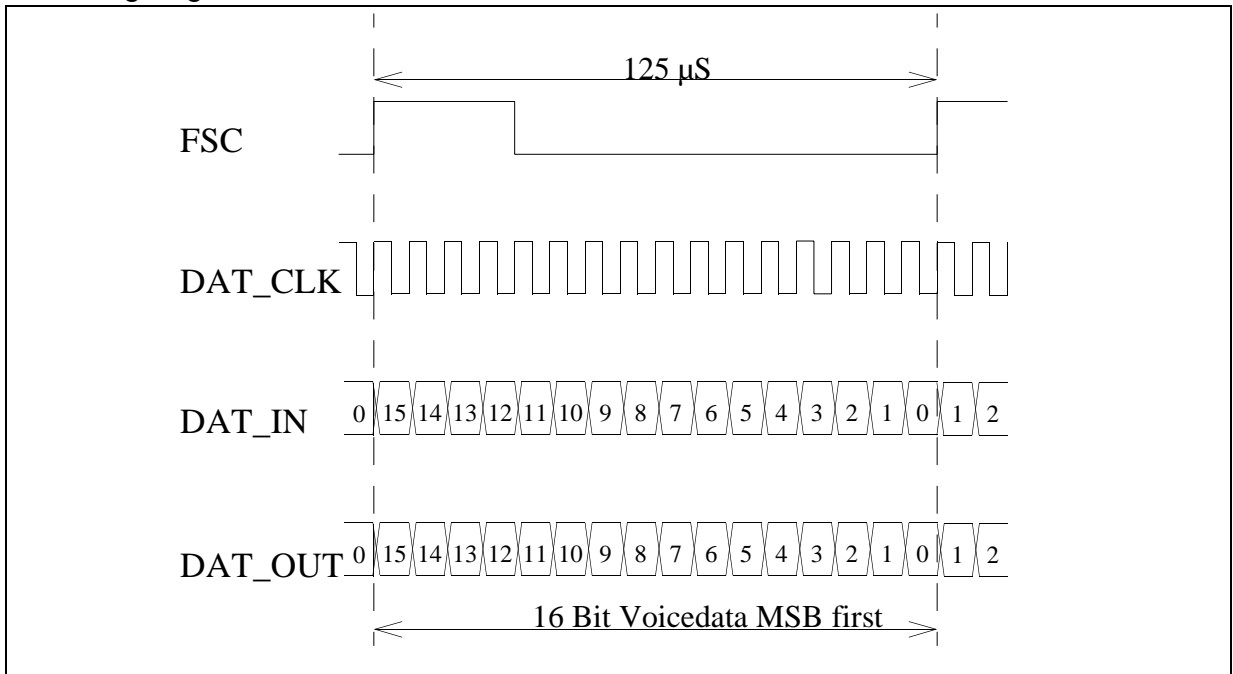 125 μS
FSC
DAT_CLK
DAT_IN 0 15 14 13 12 11 10 9 8 7 6 5 4 3 2 1 0 1 2
DAT_OUT 0 15 14 13 12 11 10 9 8 7 6 5 4 3 2 1 0 1 2
16 Bit Voicedata MSB first